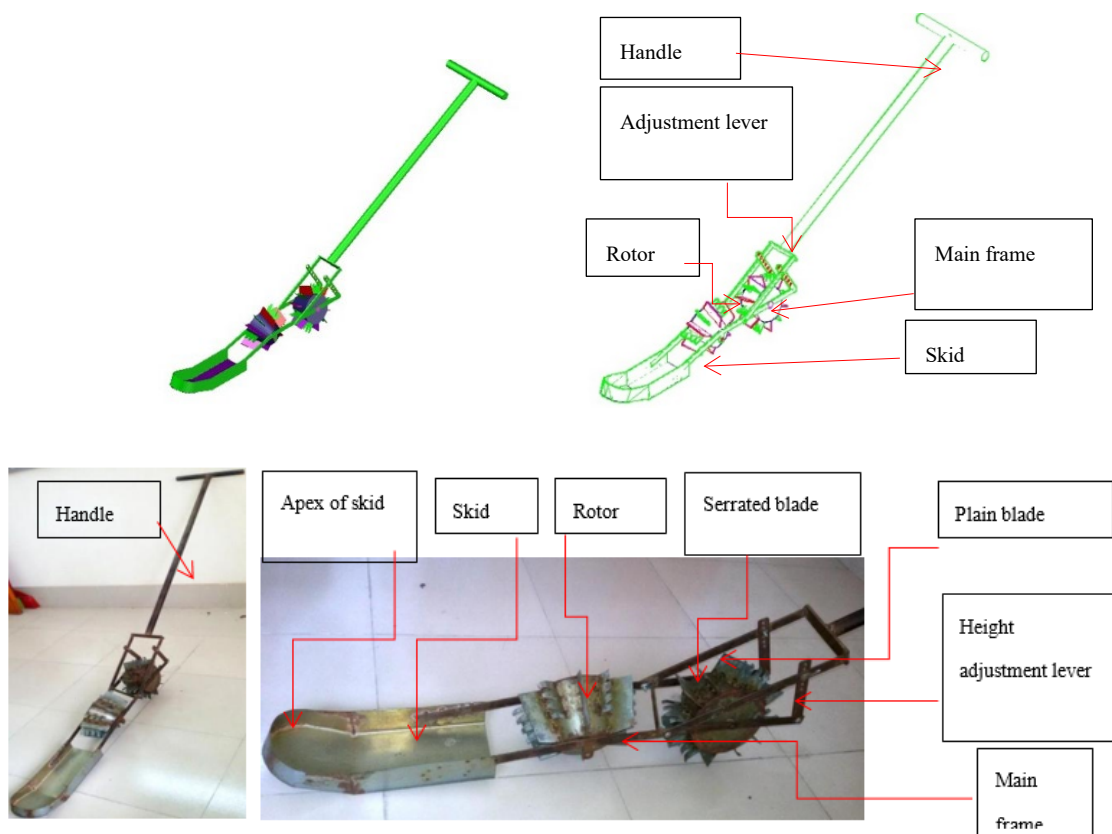 Handle
Adjustment lever
Rotor
Main frame
Skid
Handle
Apex of skid
Skid
Rotor
Serrated blade
Plain blade
Height
adjustment lever
Main
frame